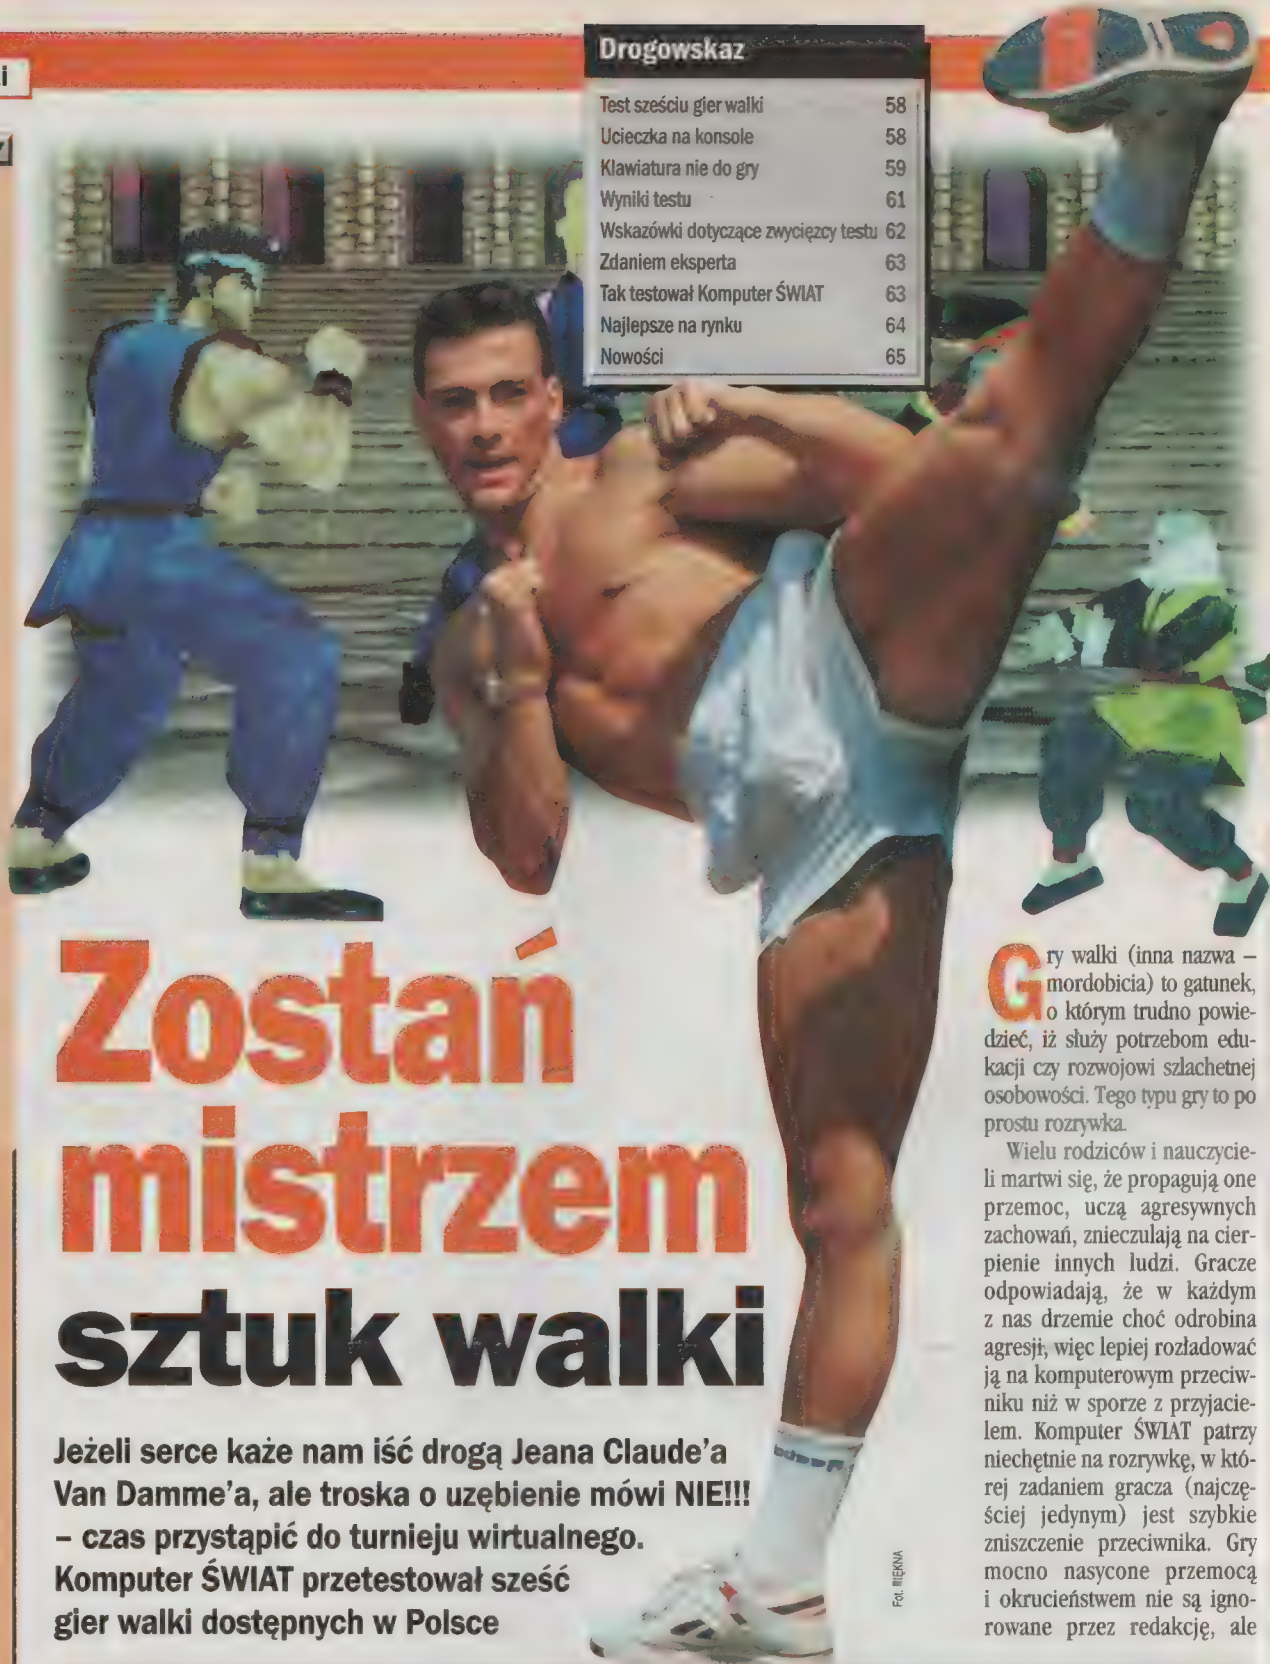 i
Drogowskaz
Test sześciu gier walki 58
Ucieczka na konsole 58
Klawiatura nie do gry 59
Wyniki testu 61
Wskazówki dotyczące zwycięzcy testu 62
Zdaniem eksperta 63
Tak testował Komputer ŚWIAT 63
Najlepsze na rynku 64
Nowości 65
Zostań
mistrzem
sztuk walki
Jeżeli serce każe nam iść drogą Jeana Claude'a
Van Damme'a, ale troska o uzębienie mówi NIE!!!
– czas przystąpić do turnieju wirtualnego.
Komputer ŚWIAT przetestował sześć
gier walki dostępnych w Polsce
Gry walki (inna nazwa –
mordobicia) to gatunek,
o którym trudno powie-
dzieć, iż służy potrzebom edu-
kacji czy rozwojowi szlachetnej
osobowości. Tego typu gry to po
prostu rozrywka.
Wielu rodziców i nauczycie-
li martwi się, że propagują one
przemoc, uczą agresywnych
zachowań, znieczulają na cier-
pienie innych ludzi. Gracze
odpowiadają, że w każdym
z nas drzemie choć odrobina
agresji, więc lepiej rozładować
ją na komputerowym przeciw-
niku niż w sporze z przyjacie-
lem. Komputer ŚWIAT patrzy
niechętnie na rozrywkę, w któ-
rej zadaniem gracza (najczę-
ściej jedynym) jest szybkie
zniszczenie przeciwnika. Gry
mocno nasycone przemocą
i okrucieństwem nie są igno-
rowane przez redakcję, ale
Fot.